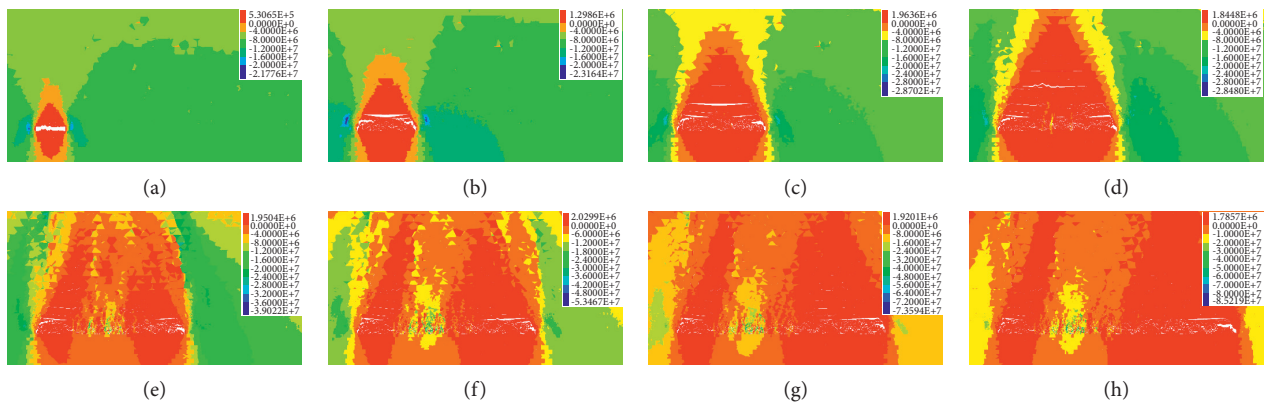 5.3065E+5
0.0000E+0
-4.0000E+6
-8.0000E+6
-1.2000E+7
-1.6000E+7
-2.0000E+7
-2.1776E+7
(a)
1.2986E+6
0.0000E+0
-4.0000E+6
-8.0000E+6
-1.2000E+7
-1.6000E+7
-2.0000E+7
-2.3164E+7
(b)
1.9636E+6
0.0000E+0
-4.0000E+6
-8.0000E+6
-1.2000E+7
-1.6000E+7
-2.0000E+7
-2.4000E+7
-2.8000E+7
-2.8702E+7
(c)
1.8448E+6
0.0000E+0
-4.0000E+6
-8.0000E+6
-1.2000E+7
-1.6000E+7
-2.0000E+7
-2.4000E+7
-2.8000E+7
-2.8480E+7
(d)
1.9504E+6
0.0000E+0
-4.0000E+6
-8.0000E+6
-1.2000E+7
-1.6000E+7
-2.0000E+7
-2.4000E+7
-2.8000E+7
-3.2000E+7
-3.6000E+7
-3.9022E+7
(e)
2.0299E+6
0.0000E+0
-6.0000E+6
-1.2000E+7
-1.8000E+7
-2.4000E+7
-3.0000E+7
-3.6000E+7
-4.2000E+7
-4.8000E+7
-5.3467E+7
(f)
1.9201E+6
0.0000E+0
-8.0000E+6
-1.6000E+7
-2.4000E+7
-3.2000E+7
-4.0000E+7
-4.8000E+7
-5.6000E+7
-6.4000E+7
-7.2000E+7
-7.3594E+7
(g)
1.7857E+6
0.0000E+0
-1.0000E+7
-2.0000E+7
-3.0000E+7
-4.0000E+7
-5.0000E+7
-6.0000E+7
-7.0000E+7
-8.0000E+7
-8.5219E+7
(h)